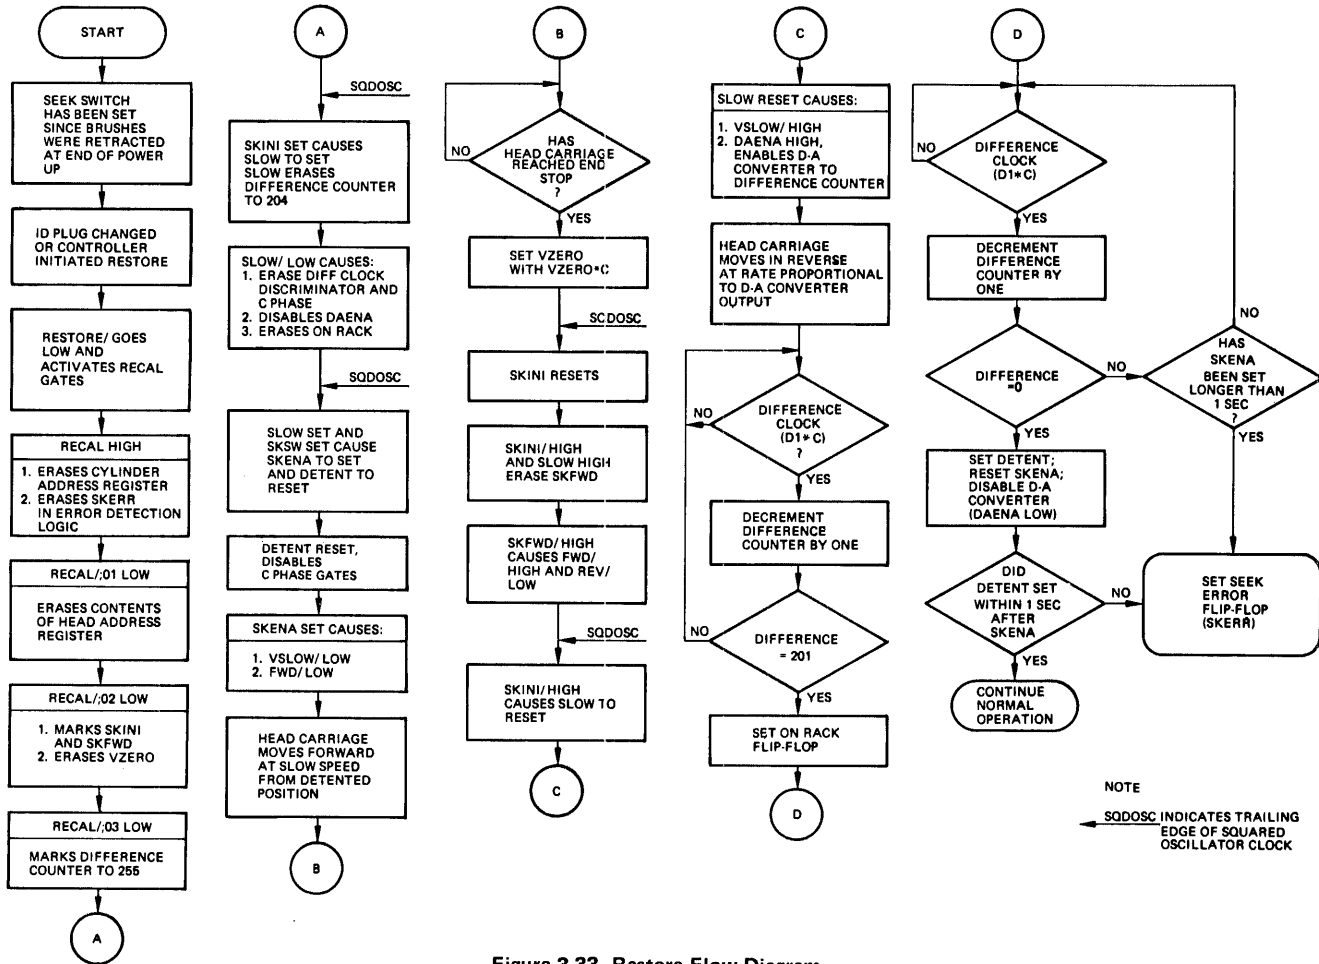 START
SEEK SWITCH
HAS BEEN SET
SINCE BRUSHES
WERE RETRACTED
AT END OF POWER
UP
ID PLUG CHANGED
OR CONTROLLER
INITIATED RESTORE
RESTORE/ GOES
LOW AND
ACTIVATES RECAL
GATES
RECAL HIGH
1. ERASES CYLINDER
ADDRESS REGISTER
2. ERASES SKERR
IN ERROR DETECTION
LOGIC
RECAL/;01 LOW
ERASES CONTENTS
OF HEAD ADDRESS
REGISTER
RECAL/;02 LOW
1. MARKS SKINI
AND SKFWD
2. ERASES VZERO
RECAL/;03 LOW
MARKS DIFFERENCE
COUNTER TO 255
A
A
SQDOSC
SKINI SET CAUSES
SLOW TO SET
SLOW ERASES
DIFFERENCE COUNTER
TO 204
SLOW/ LOW CAUSES:
1. ERASE DIFF CLOCK
DISCRIMINATOR AND
C PHASE
2. DISABLES DAENA
3. ERASES ON RACK
SQDOSC
SLOW SET AND
SKSW SET CAUSE
SKENA TO SET
AND DETENT TO
RESET
DETENT RESET,
DISABLES
C PHASE GATES
SKENA SET CAUSES:
1. VSLOW/ LOW
2. FWD/ LOW
HEAD CARRIAGE
MOVES FORWARD
AT SLOW SPEED
FROM DETENTED
POSITION
B
B
NO
HAS
HEAD CARRIAGE
REACHED END
STOP
?
YES
SET VZERO
WITH VZERO*C
SCDOSC
SKINI RESETS
SKINI/HIGH
AND SLOW HIGH
ERASE SKFWD
SKFWD/HIGH
CAUSES FWD/
HIGH AND REV/
LOW
SQDOSC
SKINI/HIGH
CAUSES SLOW TO
RESET
C
C
SLOW RESET CAUSES:
1. VSLOW/ HIGH
2. DAENA HIGH,
ENABLES D-A
CONVERTER TO
DIFFERENCE COUNTER
HEAD CARRIAGE
MOVES IN REVERSE
AT RATE PROPORTIONAL
TO D-A CONVERTER
OUTPUT
NO
DIFFERENCE
CLOCK
(D1* C)
?
YES
DECREMENT
DIFFERENCE
COUNTER BY ONE
NO
DIFFERENCE
= 201
YES
SET ON RACK
FLIP-FLOP
D
D
NO
DIFFERENCE
CLOCK
(D1*C)
YES
DECREMENT
DIFFERENCE
COUNTER BY
ONE
DIFFERENCE
=0
NO
YES
NO
HAS
SKENA
BEEN SET
LONGER THAN
1 SEC
?
YES
SET DETENT;
RESET SKENA;
DISABLE D-A
CONVERTER
(DAENA LOW)
DID
DETENT SET
WITHIN 1 SEC
AFTER
SKENA
NO
YES
SET SEEK
ERROR
FLIP-FLOP
(SKERR)
CONTINUE
NORMAL
OPERATION
NOTE
SQDOSC INDICATES TRAILING
EDGE OF SQUARED
OSCILLATOR CLOCK
Figure 3-33. Restore Flow Diagram